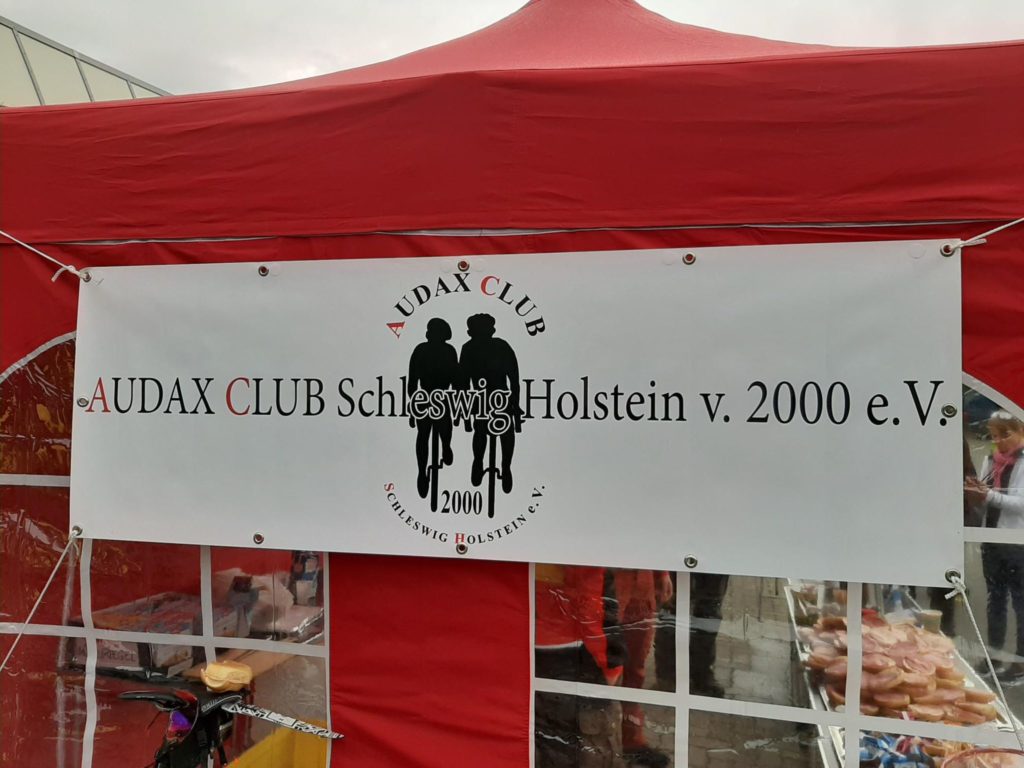 AUDAX CLUB
AUDAX CLUB Schleswig Holstein v. 2000 e.V.
2000
SCHLESWIG HOLSTEIN e.V.